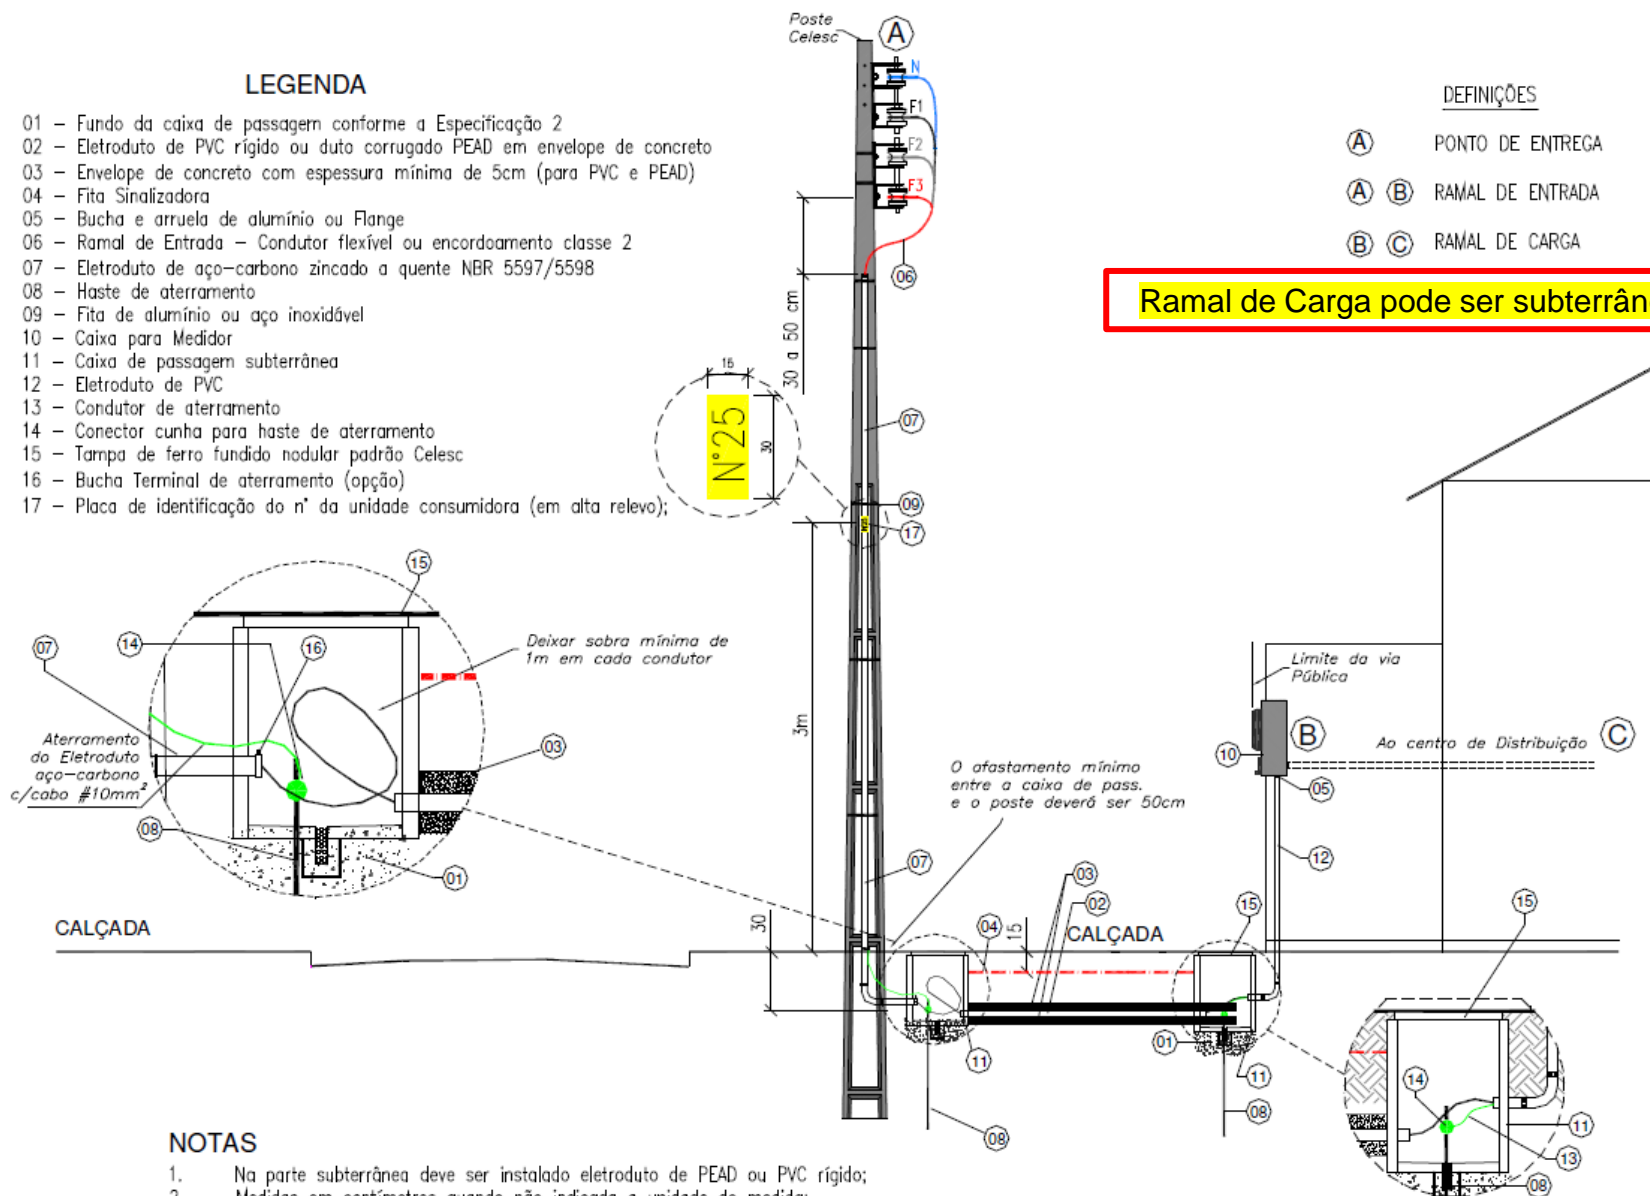 LEGENDA
01 – Fundo da caixa de passagem conforme a Especificação 2
02 – Eletroduto de PVC rígido ou duto corrugado PEAD em envelope de concreto
03 – Envelope de concreto com espessura mínima de 5cm (para PVC e PEAD)
04 – Fita Sinalizadora
05 – Bucha e arruela de alumínio ou Flange
06 – Ramal de Entrada – Condutor flexível ou encordoamento classe 2
07 – Eletroduto de aço–carbono zincado a quente NBR 5597/5598
08 – Haste de aterramento
09 – Fita de alumínio ou aço inoxidável
10 – Caixa para Medidor
11 – Caixa de passagem subterrânea
12 – Eletroduto de PVC
13 – Condutor de aterramento
14 – Conector cunha para haste de aterramento
15 – Tampa de ferro fundido nodular padrão Celesc
16 – Bucha Terminal de aterramento (opção)
17 – Placa de identificação do n° da unidade consumidora (em alta relevo);
Poste
Celesc
A
N
F1
F2
F3
06
30 a 50 cm
DEFINIÇÕES
A PONTO DE ENTREGA
A B RAMAL DE ENTRADA
B C RAMAL DE CARGA
Ramal de Carga pode ser subterrân
15
N°25
30
07
09
17
N°25
3m
15
14
16
07
Deixar sobra mínima de
1m em cada condutor
Aterramento
do Eletroduto
aço–carbono
c/cabo #10mm²
03
08
01
Limite da via
Pública
10
B
Ao centro de Distribuição
C
05
12
O afastamento mínimo
entre a caixa de pass.
e o poste deverá ser 50cm
07
03
02
04
15
CALÇADA
15
15
CALÇADA
30
11
01
11
08
08
14
11
13
08
NOTAS
1. Na parte subterrânea deve ser instalado eletroduto de PEAD ou PVC rígido;
2. Medidas em centímetros quando não indicada a unidade de medida;